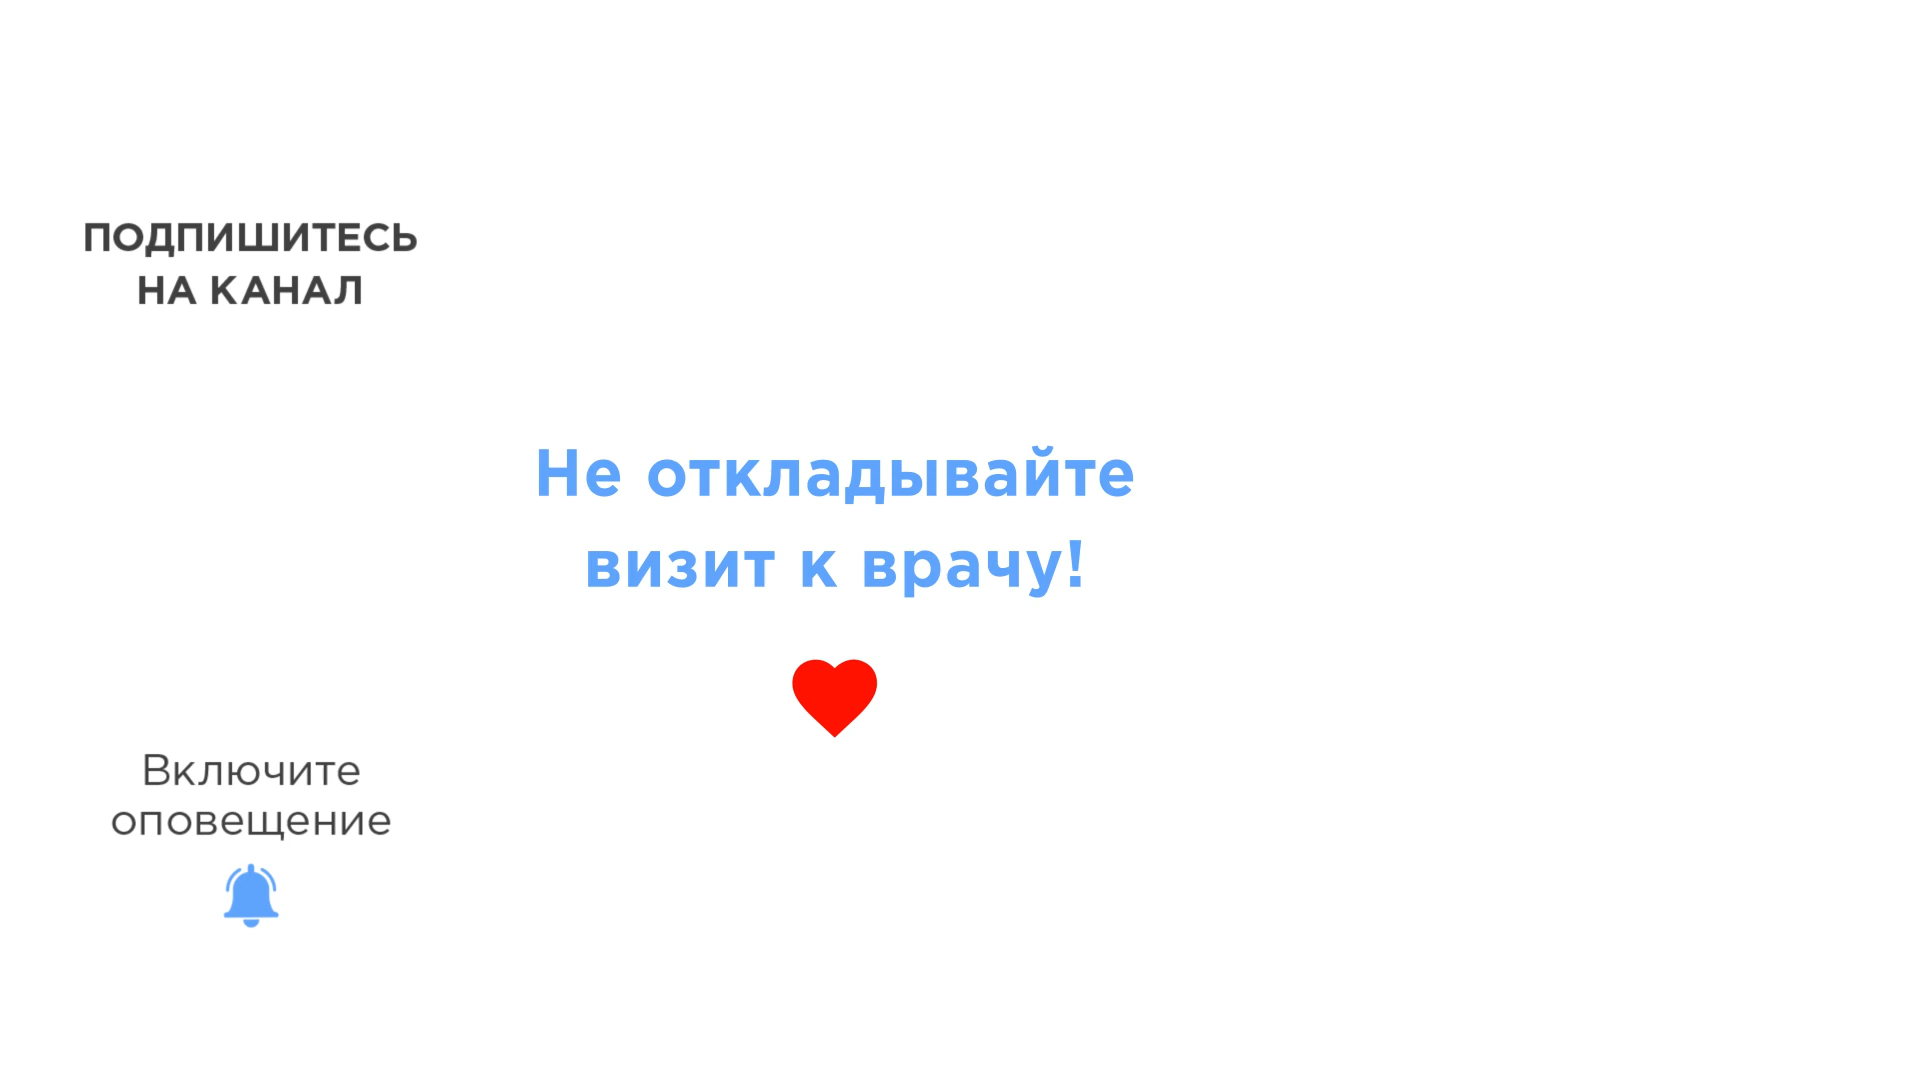 ПОДПИШИТЕСЬ
НА КАНАЛ
Не откладывайте
визит к врачу!
Включите
оповещение